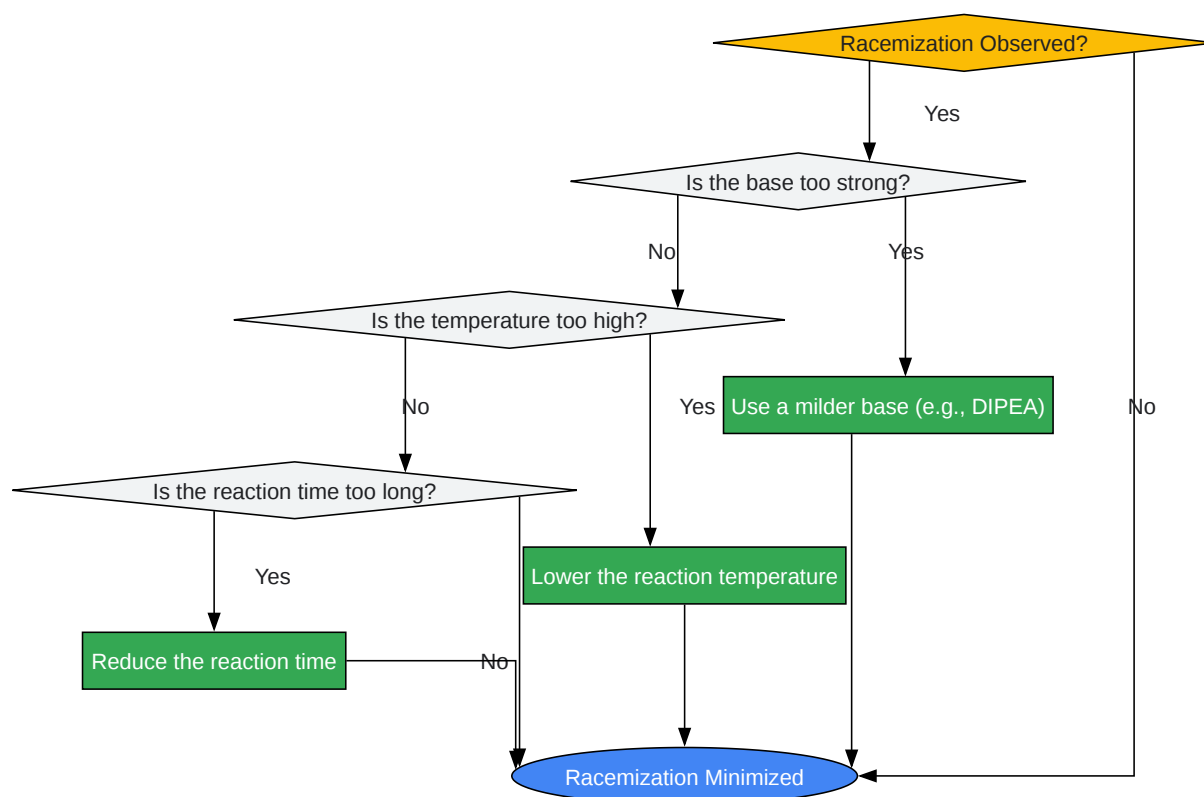 Racemization Observed?
Yes
Is the base too strong?
No
Yes
Is the temperature too high?
No
Yes
Use a milder base (e.g., DIPEA)
No
Is the reaction time too long?
Yes
Lower the reaction temperature
Reduce the reaction time
No
Racemization Minimized